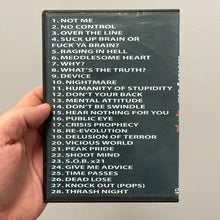 1. NOT ME
2. NO CONTROL
3. OVER THE LINE
4. SUCK UP BRAIN OR
FUCK YA BRAIN?
5. RAGING IN HELL
6. MEDDLESOME HEART
7. WHY?
8. WHAT'S THE TRUTH?
9. DEVICE
10. NIGHTMARE
11. HUMANITY OF STUPIDITY
12. DON'T YOUR BACK
13. MENTAL ATTITUDE
14. DON'T BE SWINDLE
15. HEAR NOTHING FOR YOU
16. PUBLIC EYE
17. CRISIS PROPHECY
18. RE-EVOLUTION
19. DELUSION OF TERROR
20. VICIOUS WORLD
21. PEAK PRIDE
22. SHOOT MIND
23. S.O.B. x21
24. GIVE ME ADVICE
25. TIME PASSES
26. DEAD LOSE
27. KNOCK OUT (POPS)
28. THRASH NIGHT